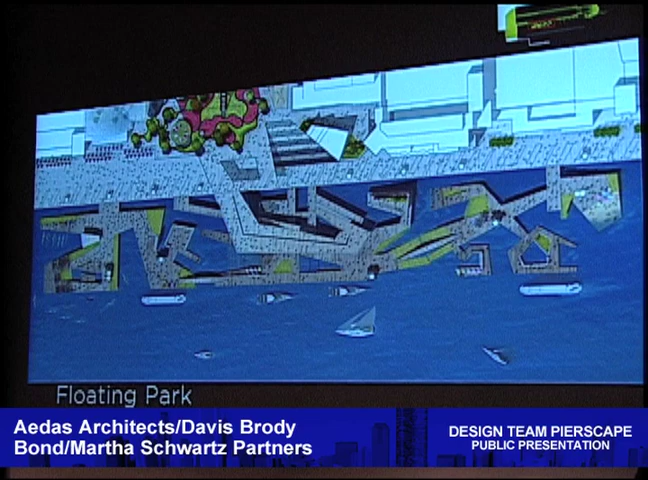 Floating Park
Aedas Architects/Davis Brody
Bond/Martha Schwartz Partners
DESIGN TEAM PIERSCAPE
PUBLIC PRESENTATION